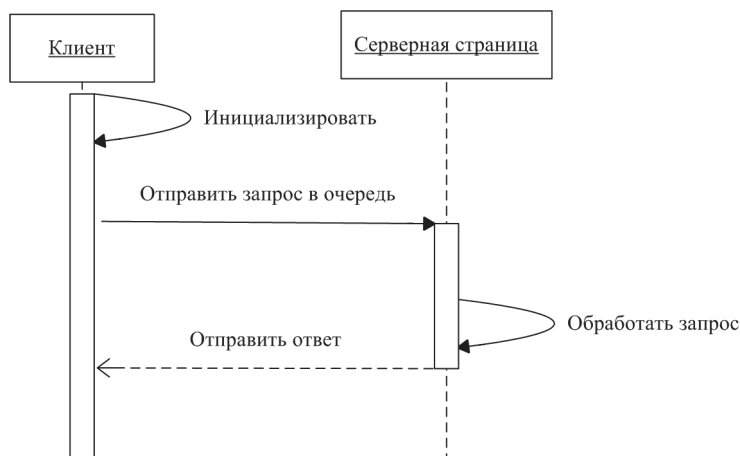 Клиент
Серверная страница
Инициализировать
Отправить запрос в очередь
Обработать запрос
Отправить ответ